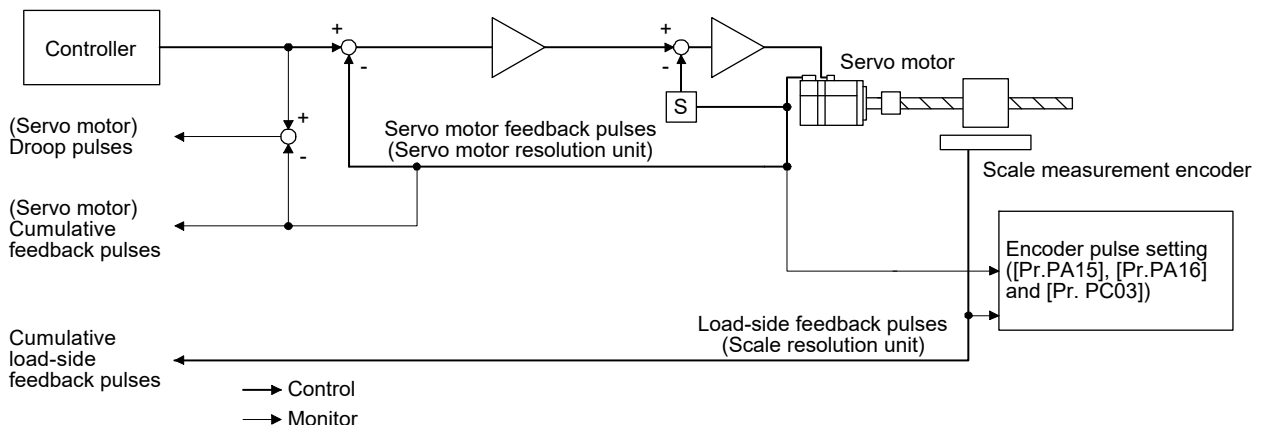 Controller
+
-
+
-
S
Servo motor
(Servo motor)
Droop pulses
+
-
Servo motor feedback pulses
(Servo motor resolution unit)
Scale measurement encoder
(Servo motor)
Cumulative
feedback pulses
Encoder pulse setting
([Pr.PA15], [Pr.PA16]
and [Pr. PC03])
Load-side feedback pulses
(Scale resolution unit)
Cumulative
load-side
feedback pulses
Control
Monitor